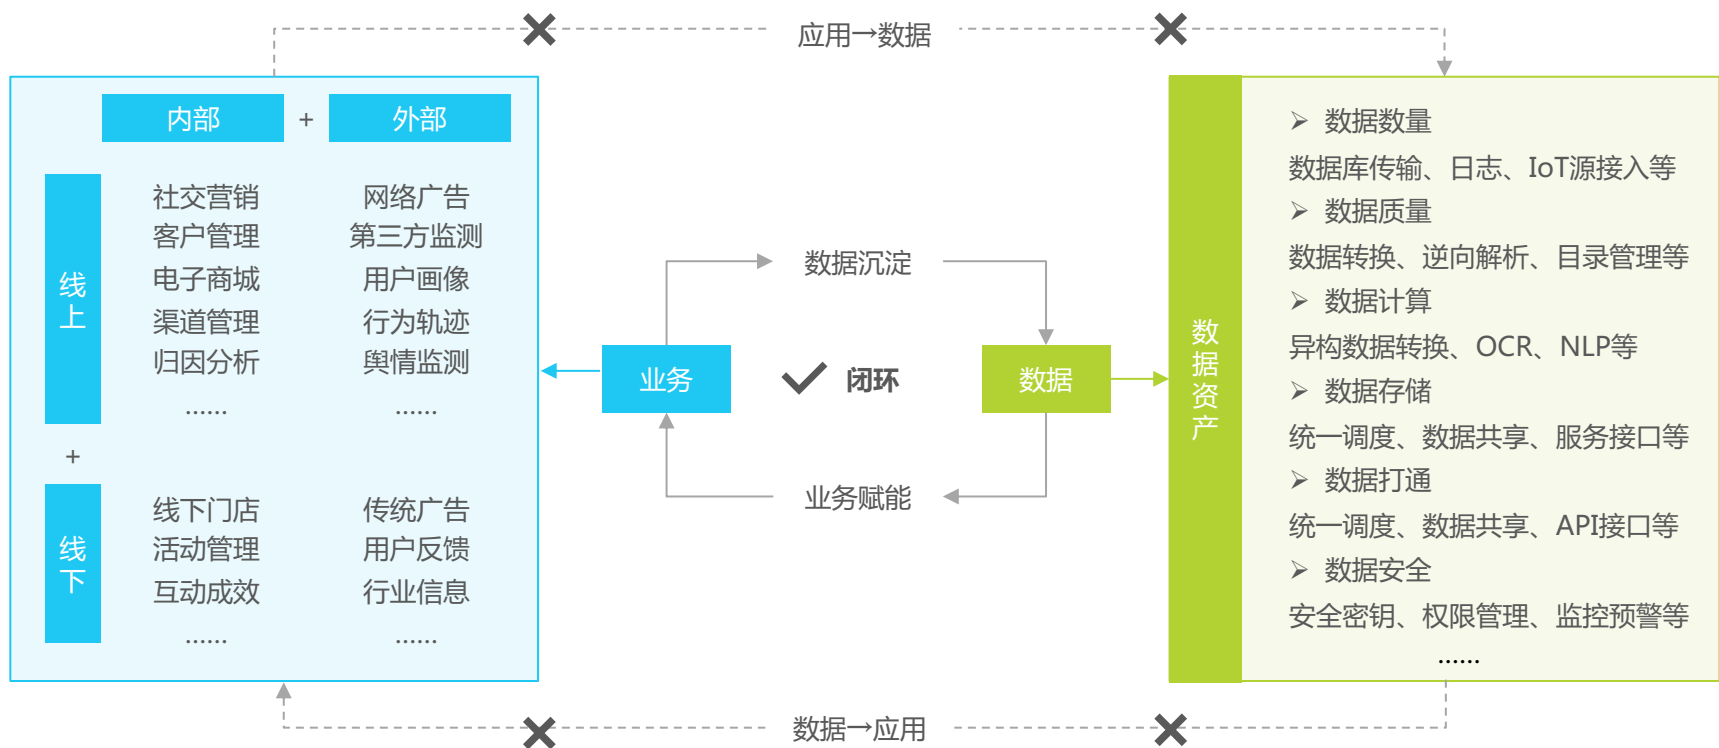 应用→数据
内部 + 外部
线上
社交营销 网络广告
客户管理 第三方监测
电子商城 用户画像
渠道管理 行为轨迹
归因分析 舆情监测
...... ......
+
线下
线下门店 传统广告
活动管理 用户反馈
互动成效 行业信息
...... ......
数据沉淀
业务
闭环
数据
业务赋能
数据资产
➢ 数据数量
数据库传输、日志、IoT源接入等
➢ 数据质量
数据转换、逆向解析、目录管理等
➢ 数据计算
异构数据转换、OCR、NLP等
➢ 数据存储
统一调度、数据共享、服务接口等
➢ 数据打通
统一调度、数据共享、API接口等
➢ 数据安全
安全密钥、权限管理、监控预警等
......
数据→应用